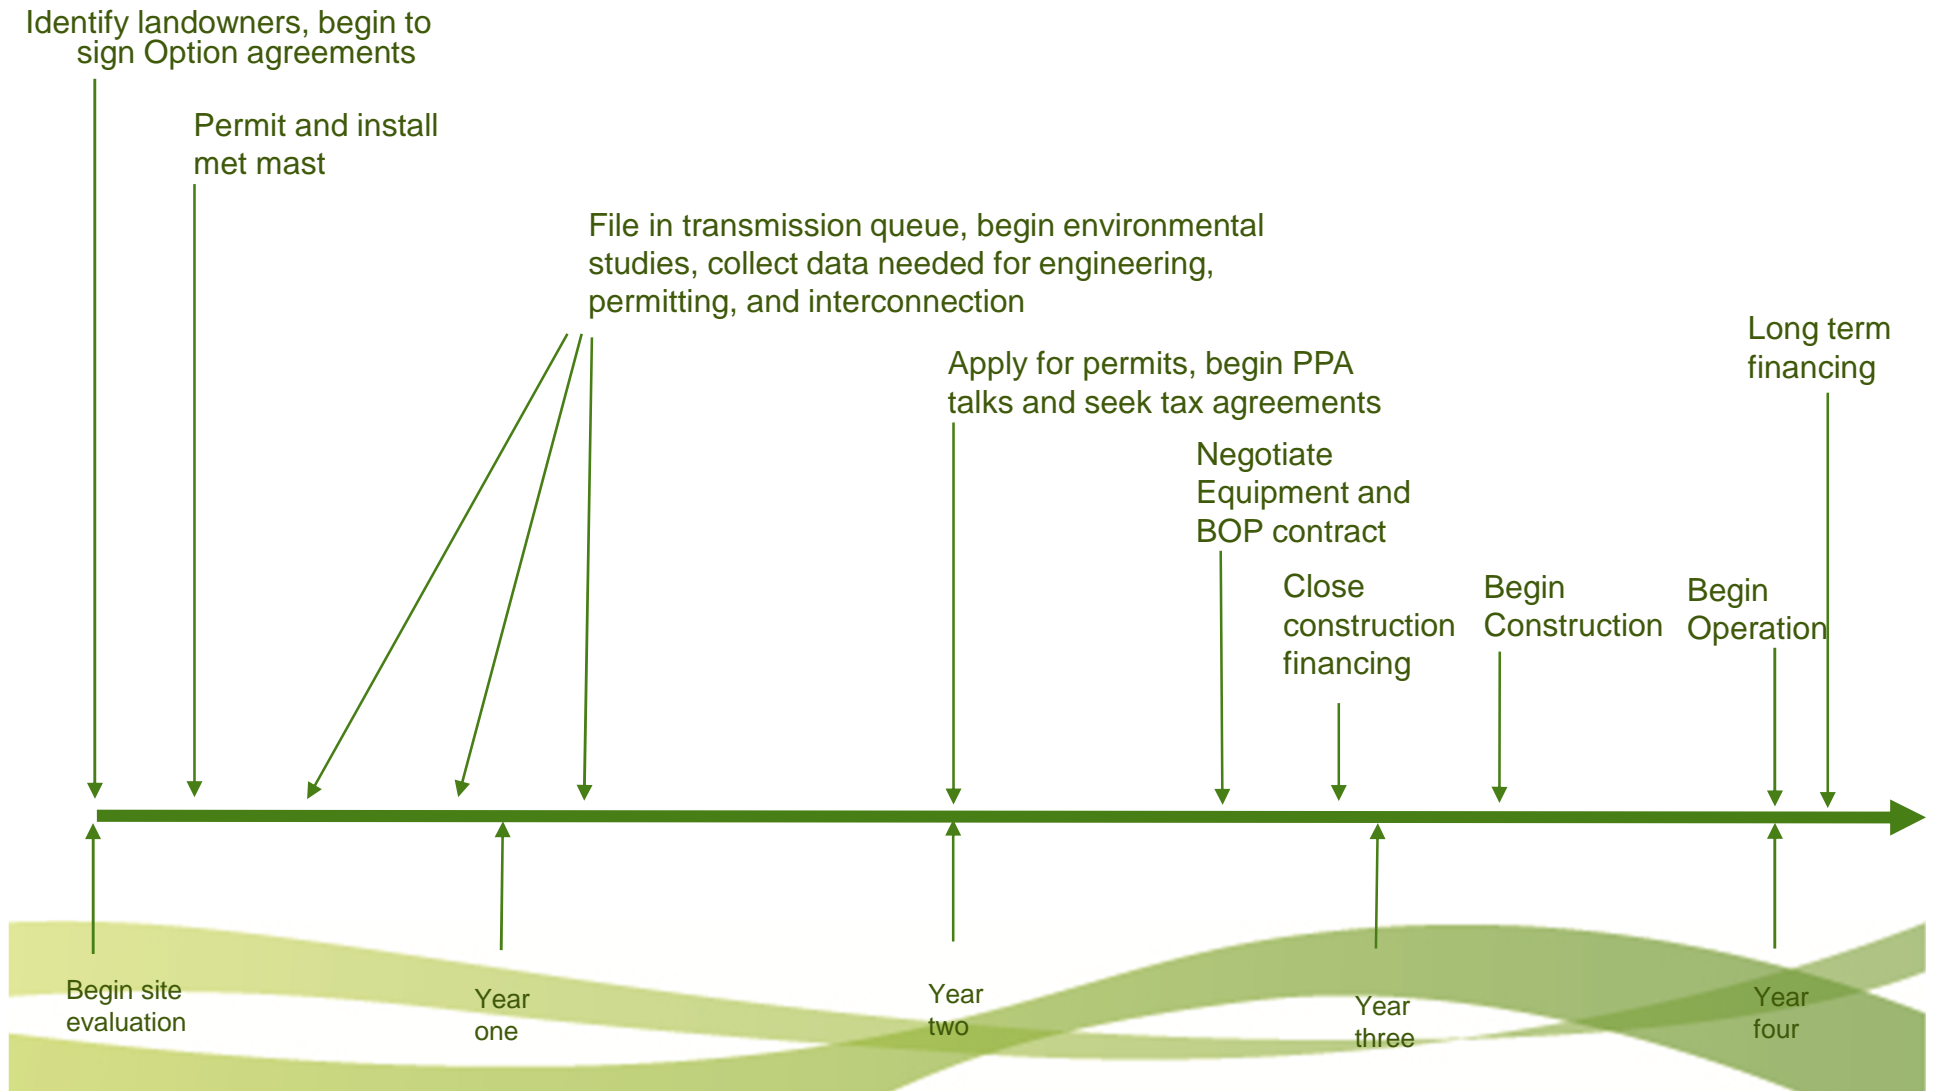 Identify landowners, begin to
sign Option agreements
Permit and install
met mast
File in transmission queue, begin environmental
studies, collect data needed for engineering,
permitting, and interconnection
Apply for permits, begin PPA
talks and seek tax agreements
Negotiate
Equipment and
BOP contract
Close
construction
financing
Begin
Construction
Begin
Operation
Long term
financing
Begin site
evaluation
Year
one
Year
two
Year
three
Year
four